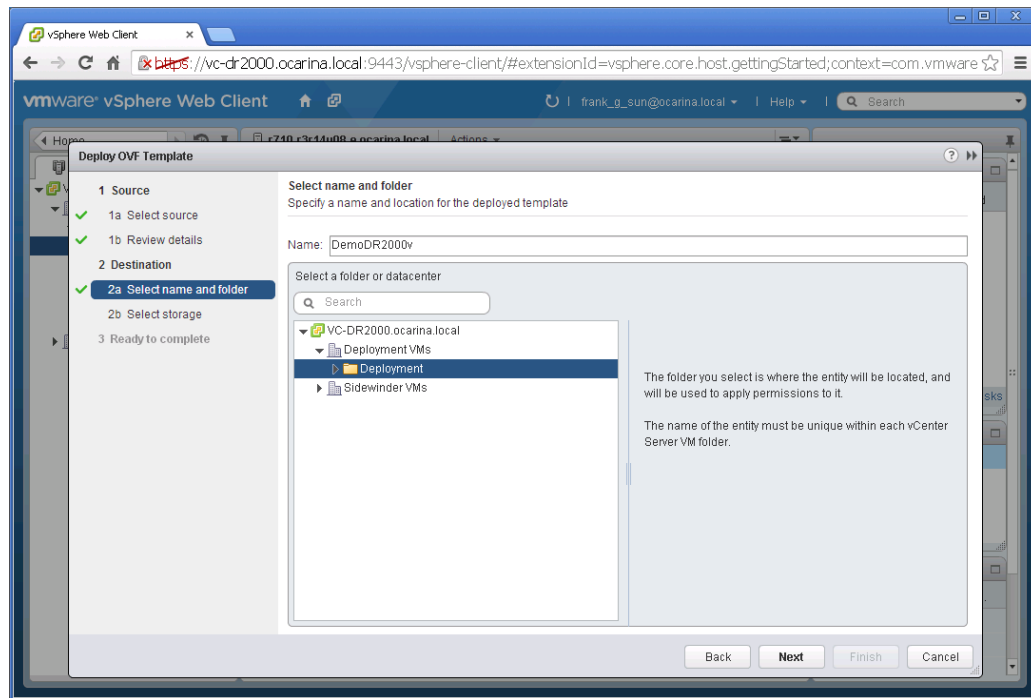 vSphere Web Client
https://vc-dr2000.ocarina.local:9443/vsphere-client/#extensionId=vsphere.core.host.gettingStarted;context=com.vmware
vmware® vSphere Web Client
frank_g_sun@ocarina.local
Help
Search
Home
r710.r3r14u08.e.ocarina.local
Actions
Deploy OVF Template
1 Source
1a Select source
1b Review details
2 Destination
2a Select name and folder
2b Select storage
3 Ready to complete
Select name and folder
Specify a name and location for the deployed template
Name: DemoDR2000v
Select a folder or datacenter
Search
VC-DR2000.ocarina.local
Deployment VMs
Deployment
Sidewinder VMs
The folder you select is where the entity will be located, and
will be used to apply permissions to it.
The name of the entity must be unique within each vCenter
Server VM folder.
Back
Next
Finish
Cancel